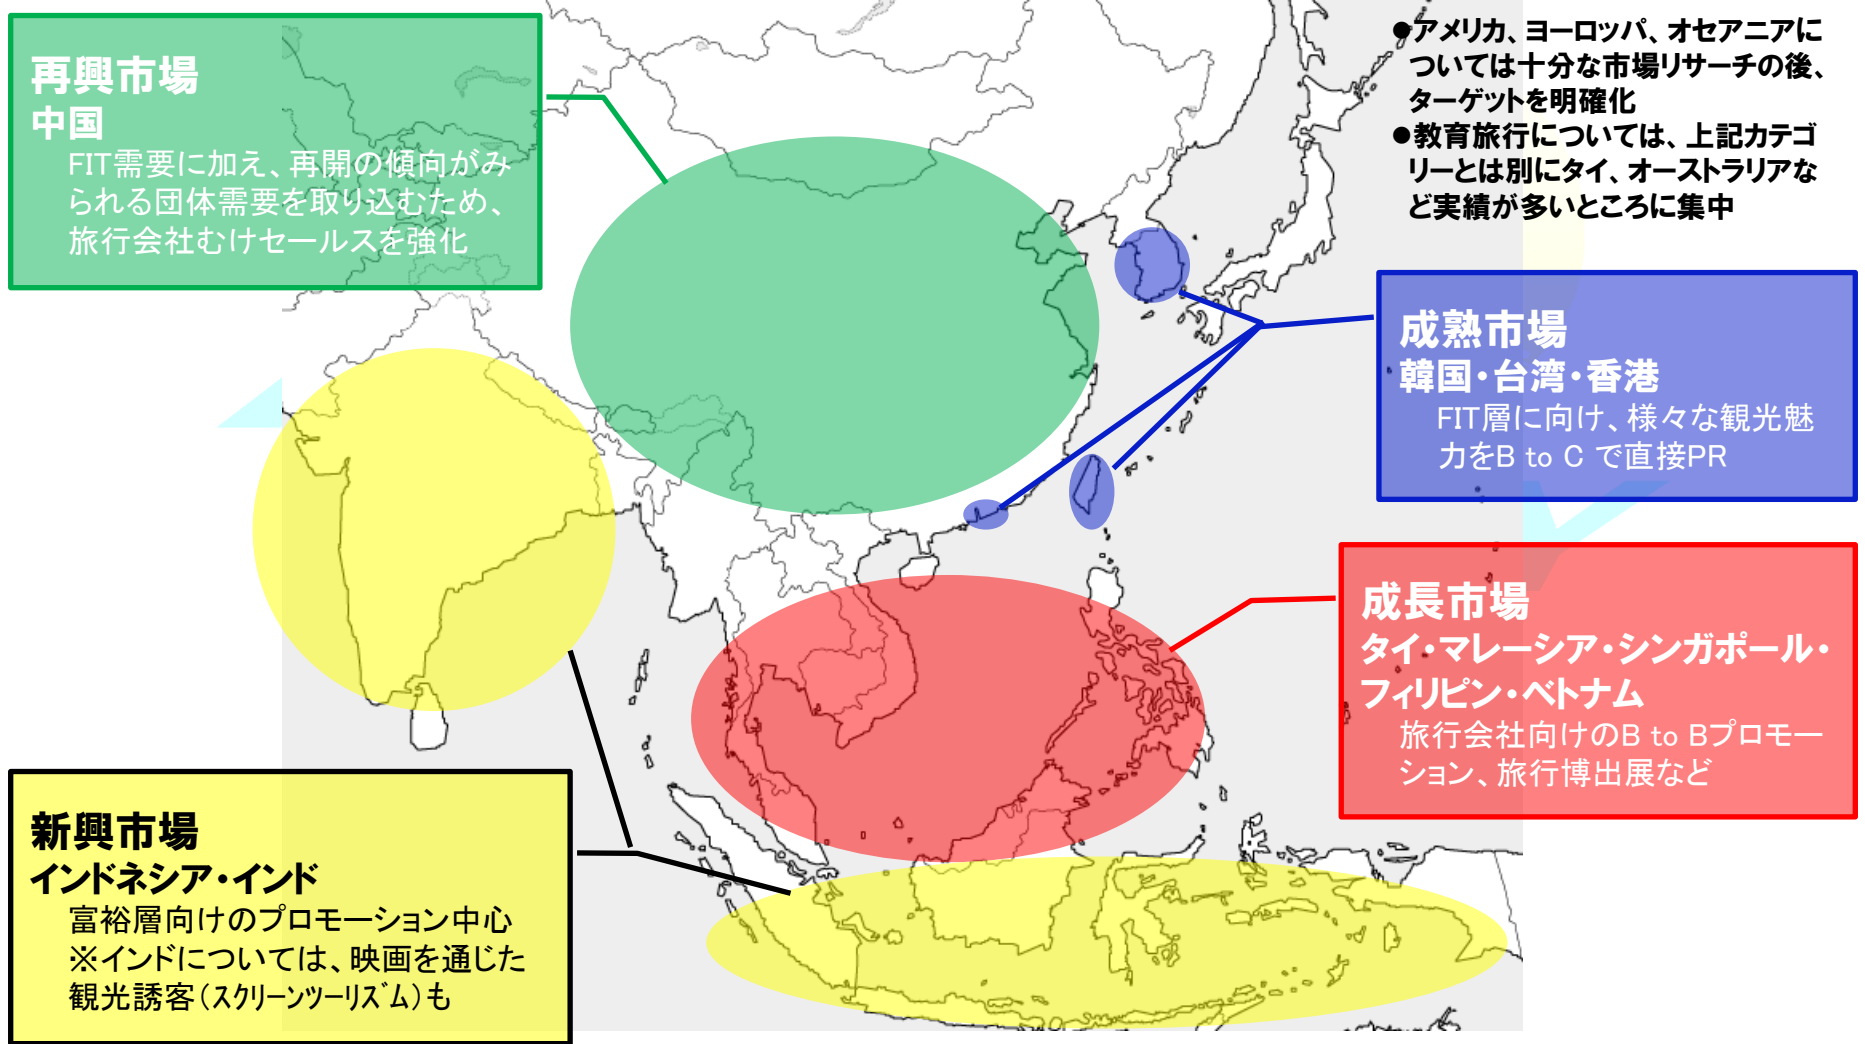 再興市場
中国
FIT需要に加え、再開の傾向がみ
られる団体需要を取り込むため、
旅行会社むけセールスを強化
●アメリカ、ヨーロッパ、オセアニアに
ついては十分な市場リサーチの後、
ターゲットを明確化
●教育旅行については、上記カテゴ
リーとは別にタイ、オーストラリアな
ど実績が多いところに集中
成熟市場
韓国・台湾・香港
FIT層に向け、様々な観光魅
力をB to C で直接PR
成長市場
タイ・マレーシア・シンガポール・
フィリピン・ベトナム
旅行会社向けのB to Bプロモー
ション、旅行博出展など
新興市場
インドネシア・インド
富裕層向けのプロモーション中心
※インドについては、映画を通じた
観光誘客(ｽｸﾘｰﾝﾂｰﾘｽﾞﾑ)も